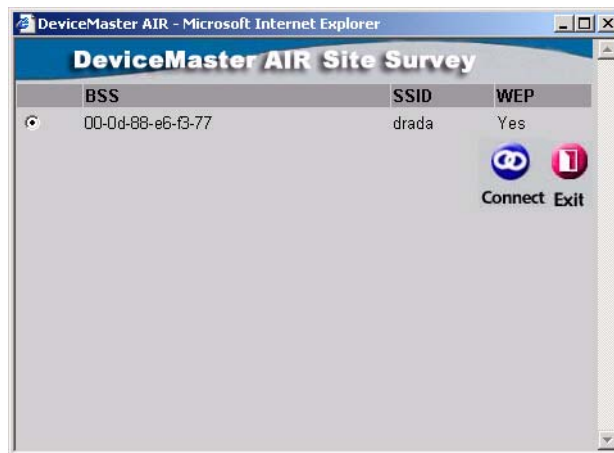 DeviceMaster AIR - Microsoft Internet Explorer
DeviceMaster AIR Site Survey
BSS SSID WEP
00-0d-88-e6-f3-77 drada Yes
Connect Exit